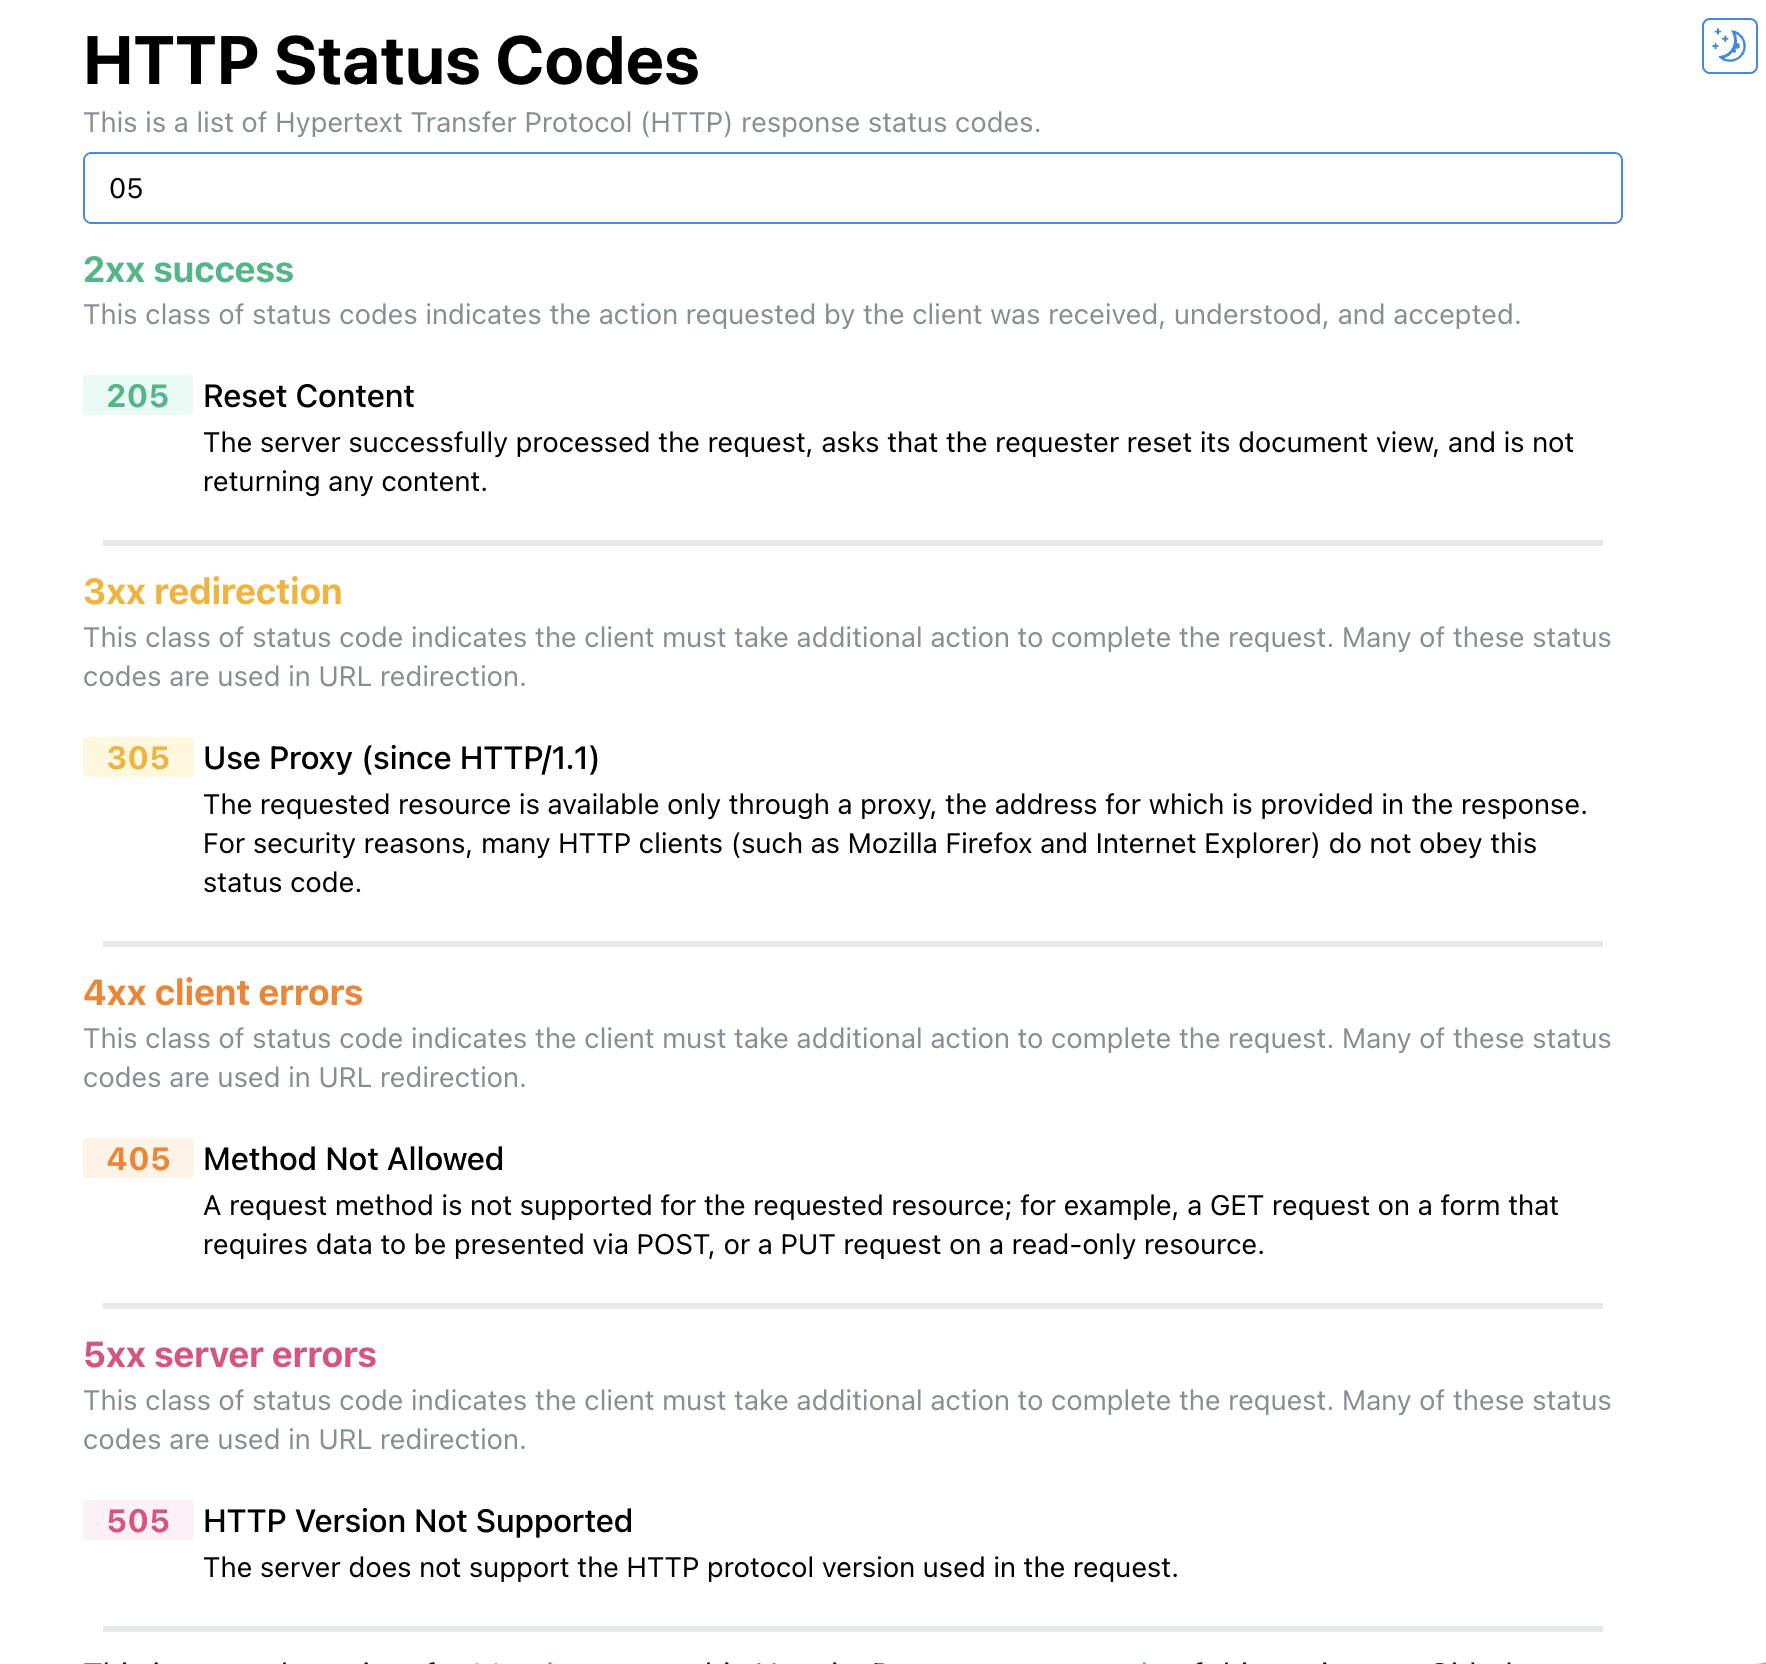 HTTP Status Codes
This is a list of Hypertext Transfer Protocol (HTTP) response status codes.
05
2xx success
This class of status codes indicates the action requested by the client was received, understood, and accepted.
205 Reset Content
The server successfully processed the request, asks that the requester reset its document view, and is not
returning any content.
3xx redirection
This class of status code indicates the client must take additional action to complete the request. Many of these status
codes are used in URL redirection.
305 Use Proxy (since HTTP/1.1)
The requested resource is available only through a proxy, the address for which is provided in the response.
For security reasons, many HTTP clients (such as Mozilla Firefox and Internet Explorer) do not obey this
status code.
4xx client errors
This class of status code indicates the client must take additional action to complete the request. Many of these status
codes are used in URL redirection.
405 Method Not Allowed
A request method is not supported for the requested resource; for example, a GET request on a form that
requires data to be presented via POST, or a PUT request on a read-only resource.
5xx server errors
This class of status code indicates the client must take additional action to complete the request. Many of these status
codes are used in URL redirection.
505 HTTP Version Not Supported
The server does not support the HTTP protocol version used in the request.